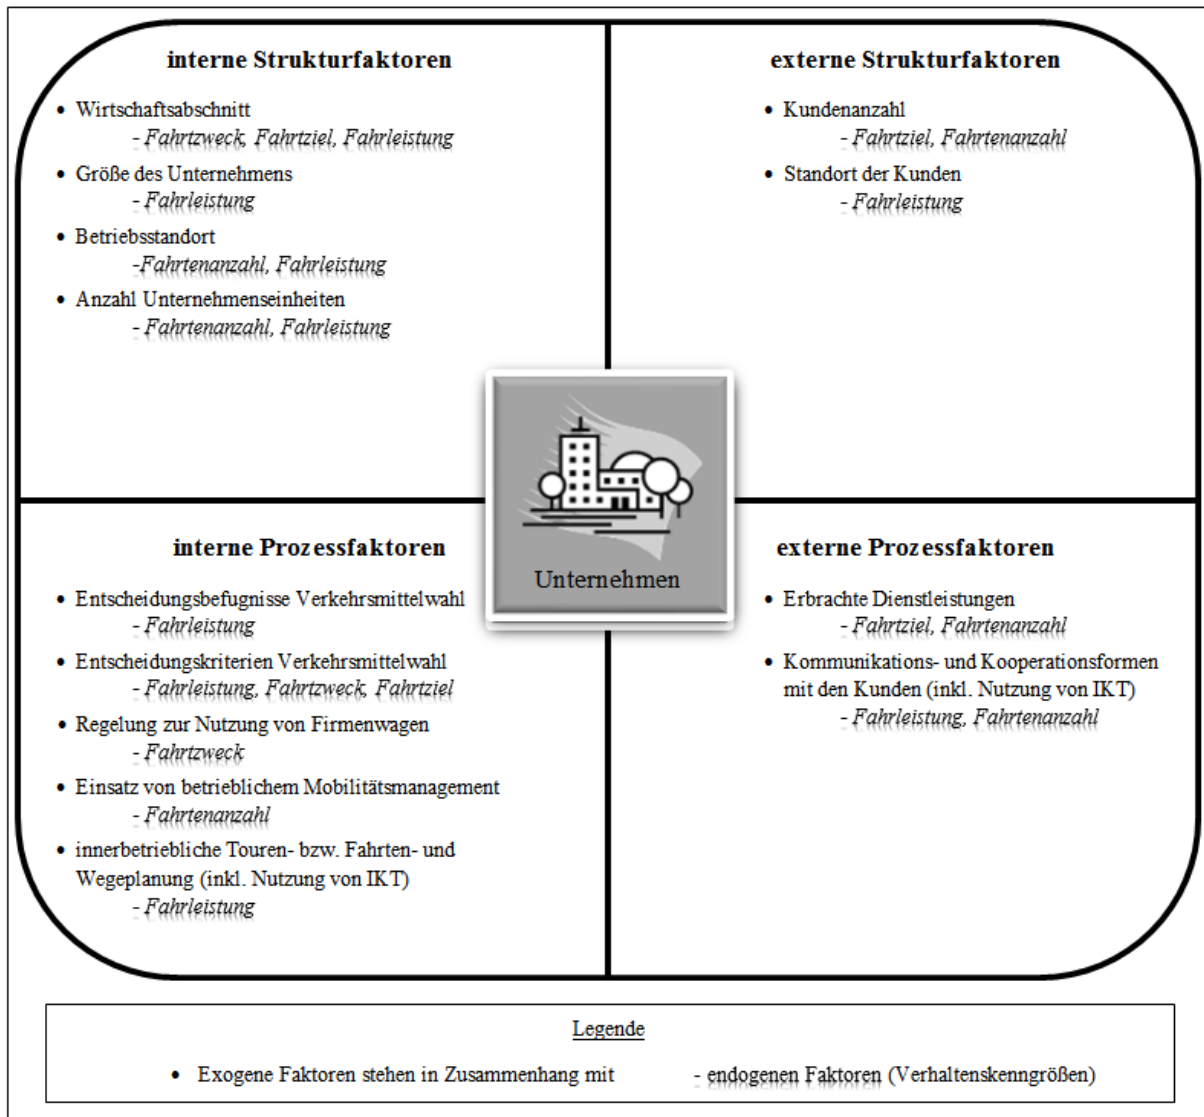 interne Strukturfaktoren
• Wirtschaftsabschnitt
- Fahrtzweck, Fahrtziel, Fahrleistung
• Größe des Unternehmens
- Fahrleistung
• Betriebsstandort
-Fahrtenanzahl, Fahrleistung
• Anzahl Unternehmenseinheiten
- Fahrtenanzahl, Fahrleistung
externe Strukturfaktoren
• Kundenanzahl
- Fahrtziel, Fahrtenanzahl
• Standort der Kunden
- Fahrleistung
Unternehmen
interne Prozessfaktoren
• Entscheidungsbefugnisse Verkehrsmittelwahl
- Fahrleistung
• Entscheidungskriterien Verkehrsmittelwahl
- Fahrleistung, Fahrtzweck, Fahrtziel
• Regelung zur Nutzung von Firmenwagen
- Fahrtzweck
• Einsatz von betrieblichem Mobilitätsmanagement
- Fahrtenanzahl
• innerbetriebliche Touren- bzw. Fahrten- und
Wegeplanung (inkl. Nutzung von IKT)
- Fahrleistung
externe Prozessfaktoren
• Erbrachte Dienstleistungen
- Fahrtziel, Fahrtenanzahl
• Kommunikations- und Kooperationsformen
mit den Kunden (inkl. Nutzung von IKT)
- Fahrleistung, Fahrtenanzahl
Legende
• Exogene Faktoren stehen in Zusammenhang mit - endogenen Faktoren (Verhaltenskenngrößen)